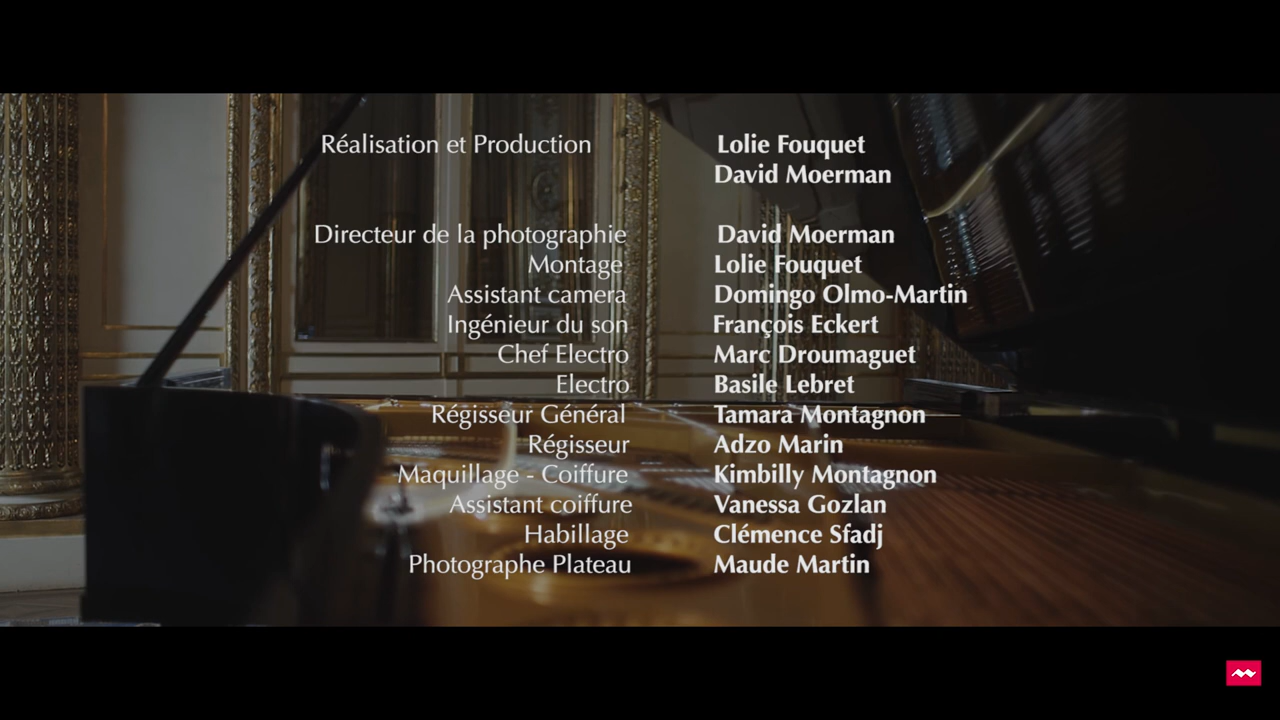 Réalisation et Production Lolie Fouquet
David Moerman
Directeur de la photographie David Moerman
Montage Lolie Fouquet
Assistant camera Domingo Olmo-Martin
Ingénieur du son François Eckert
Chef Electro Marc Droumaguet
Electro Basile Lebret
Régisseur Général Tamara Montagnon
Régisseur Adzo Marin
Maquillage - Coiffure Kimbilly Montagnon
Assistant coiffure Vanessa Gozlan
Habillage Clémence Sfadj
Photographe Plateau Maude Martin